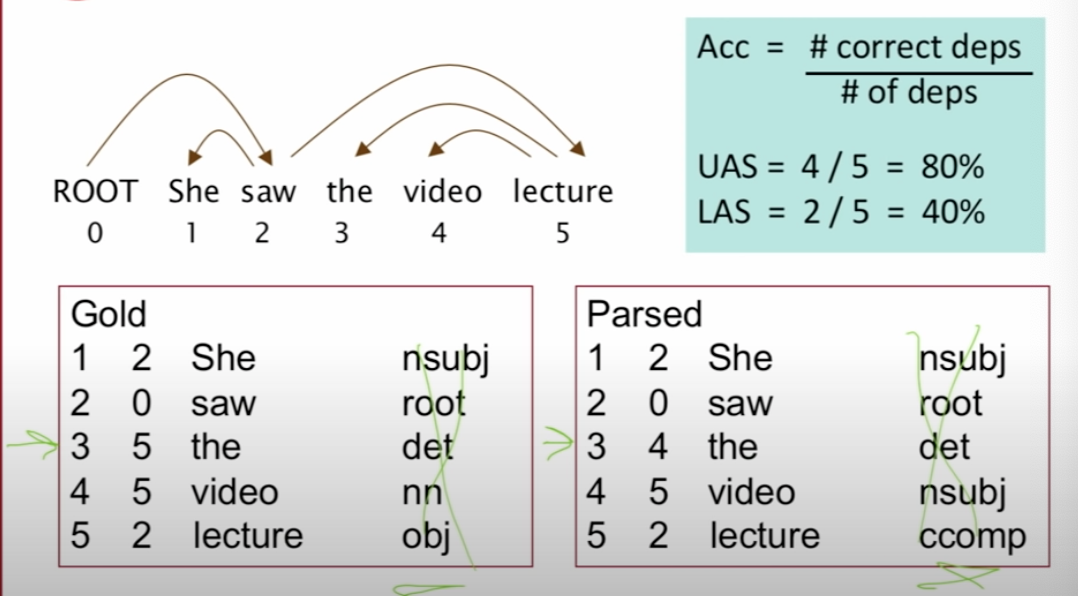 Acc = # correct deps
# of deps
UAS = 4 / 5 = 80%
LAS = 2 / 5 = 40%
ROOT She saw the video lecture
0 1 2 3 4 5
Gold
1 2 She nsubj
2 0 saw root
3 5 the det
4 5 video nn
5 2 lecture obj
Parsed
1 2 She nsubj
2 0 saw root
3 4 the det
4 5 video nsubj
5 2 lecture ccomp